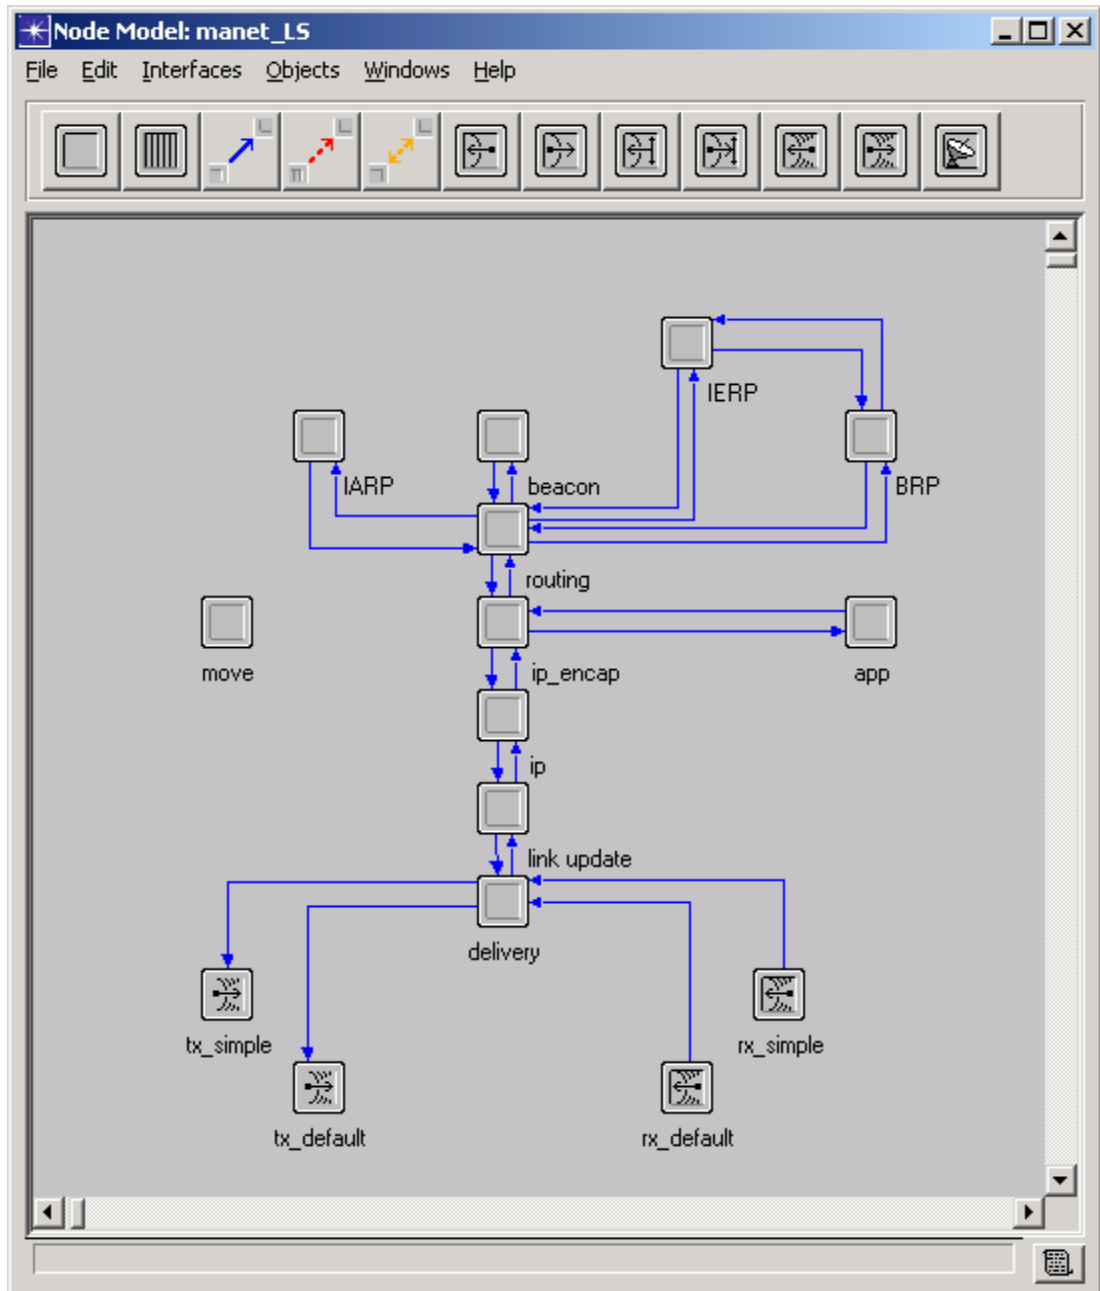 Node Model: manet_LS
File Edit Interfaces Objects Windows Help
IERP
IARP
beacon
BRP
routing
move
ip_encap
app
ip
link update
delivery
tx_simple
rx_simple
tx_default
rx_default